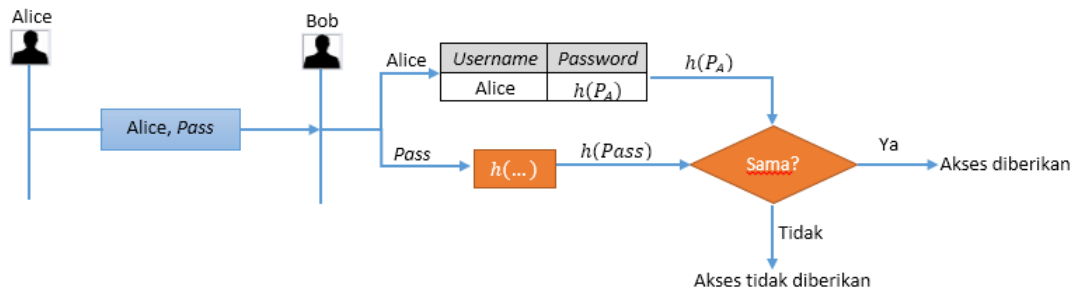 Alice
Bob
Alice, Pass
Alice
Username Password
Alice h(P_A)
h(P_A)
Pass
h(...)
h(Pass)
Sama?
Ya
Akses diberikan
Tidak
Akses tidak diberikan